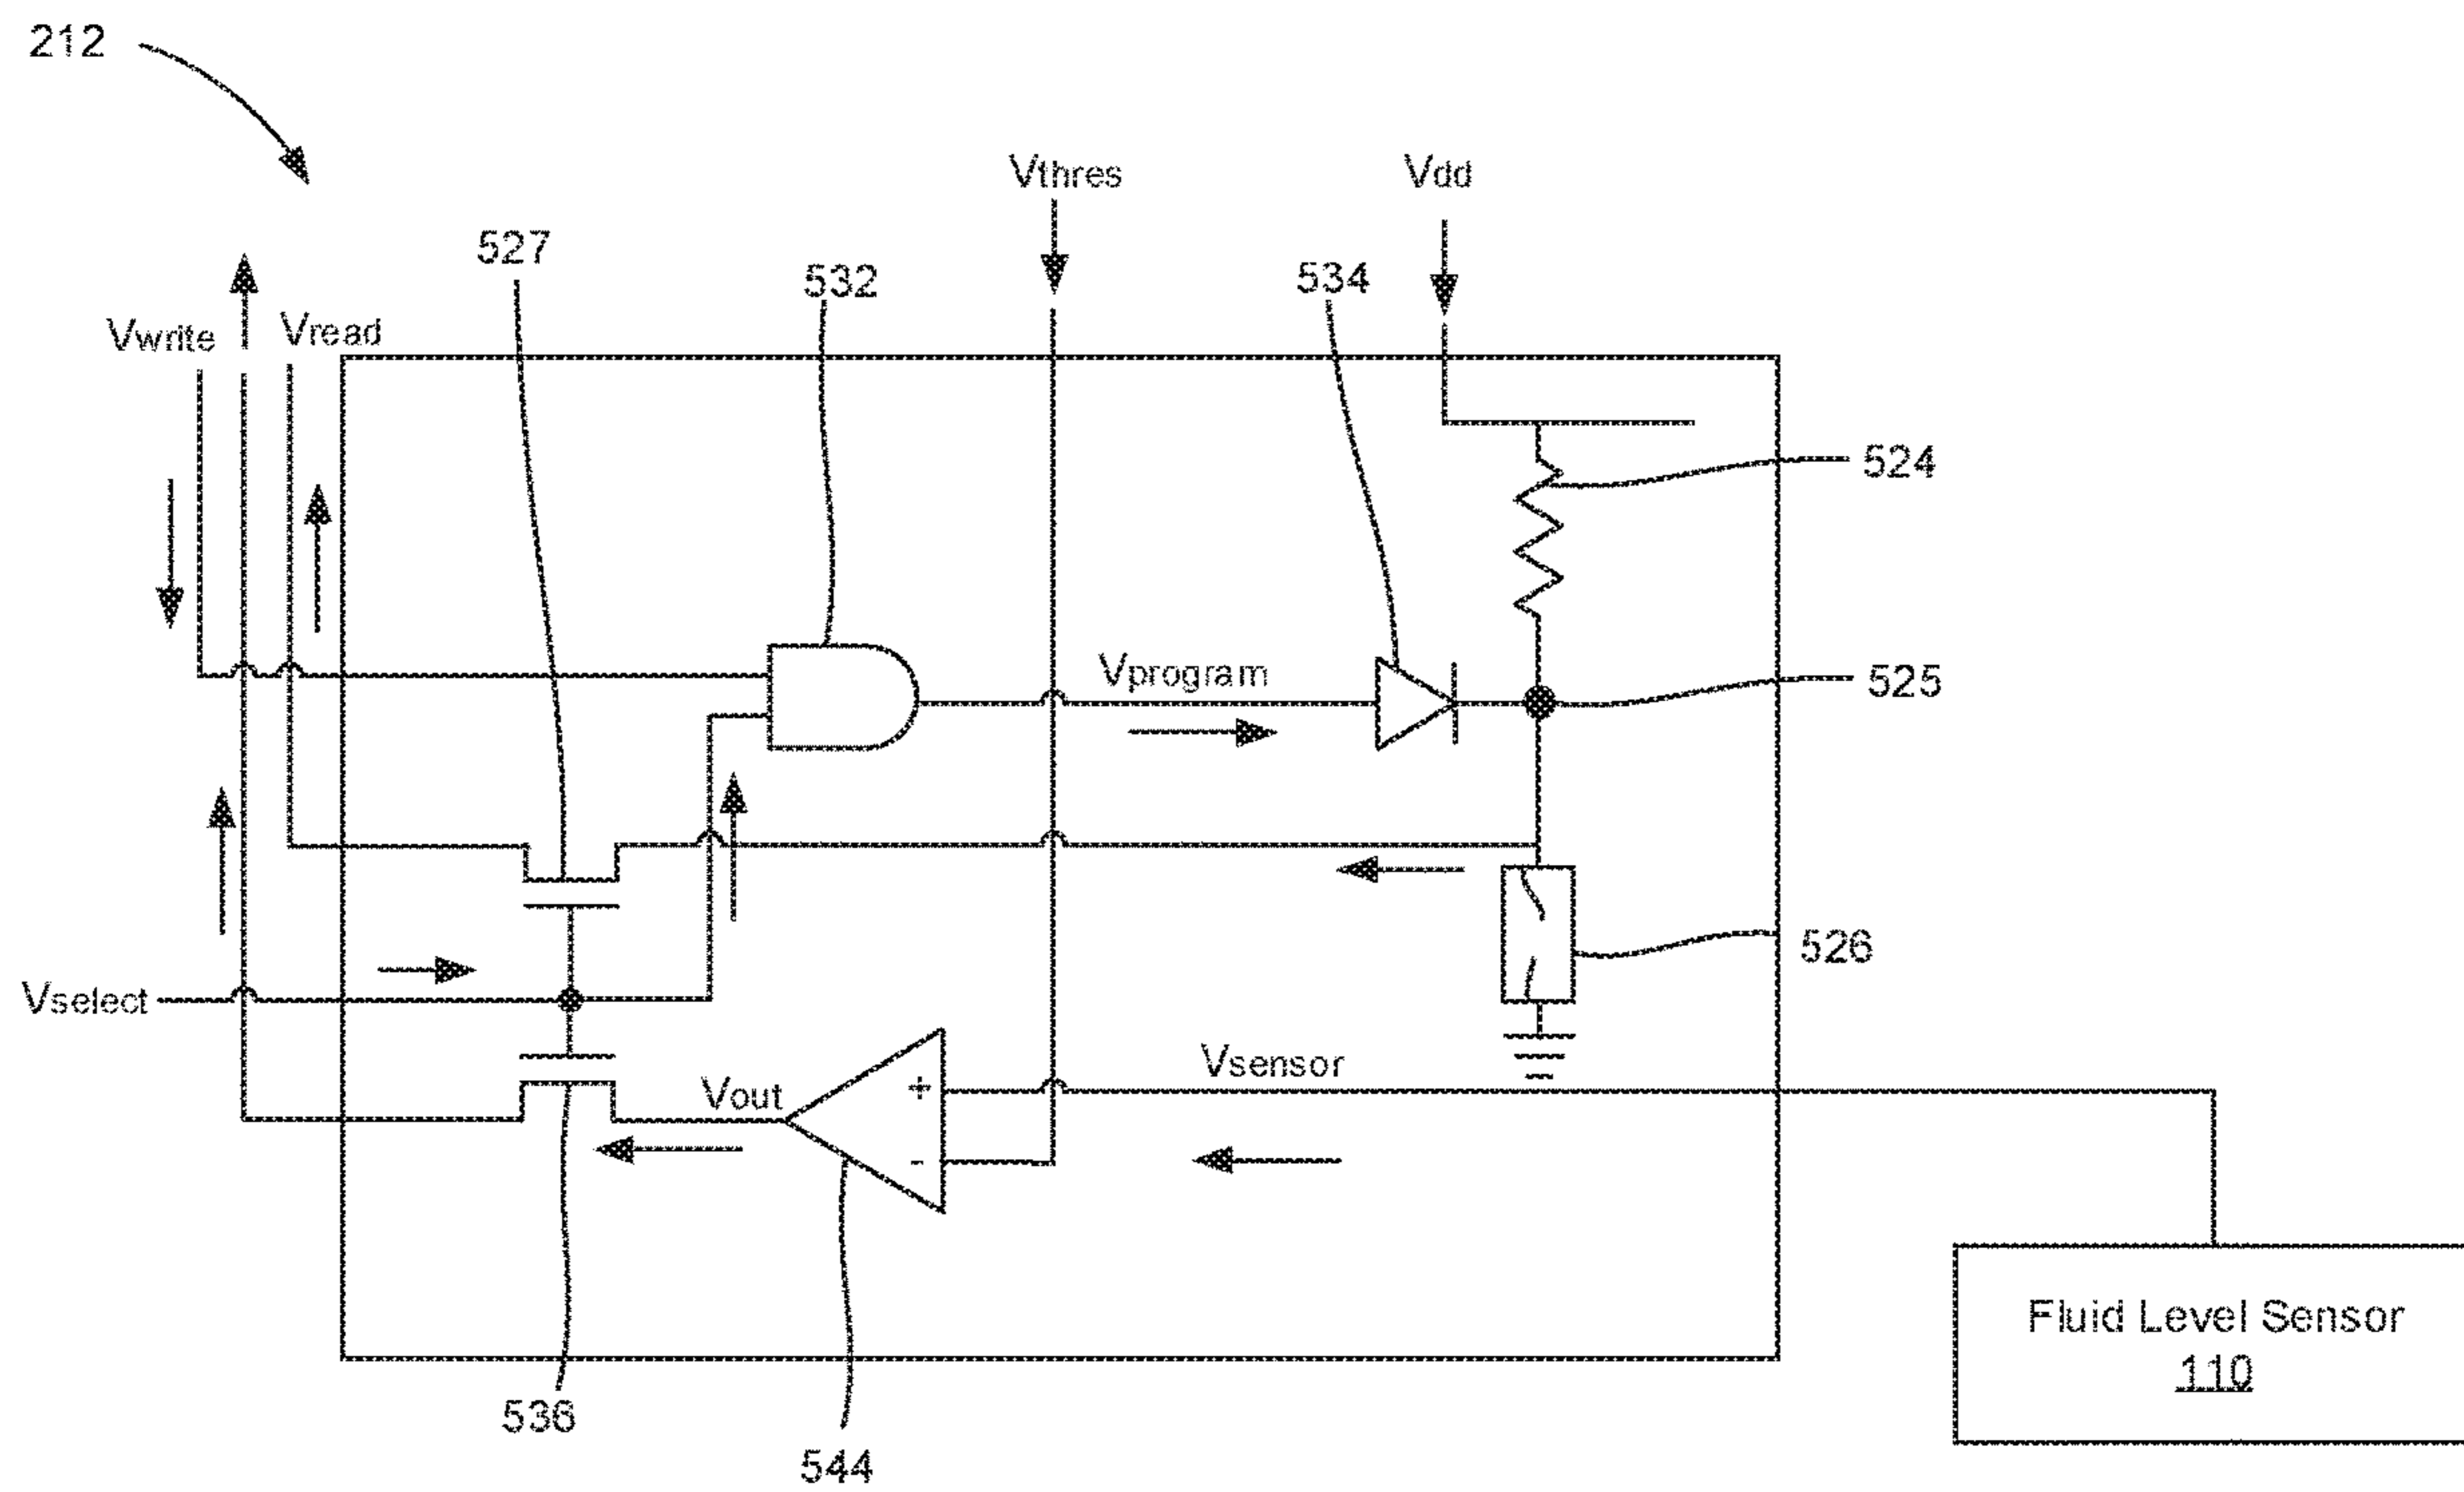 212
Vthres
Vdd
527
532
534
Vwrite
Vread
524
Vprogram
525
526
Vselect
Vsensor
Vout
+
-
Fluid Level Sensor
110
536
544